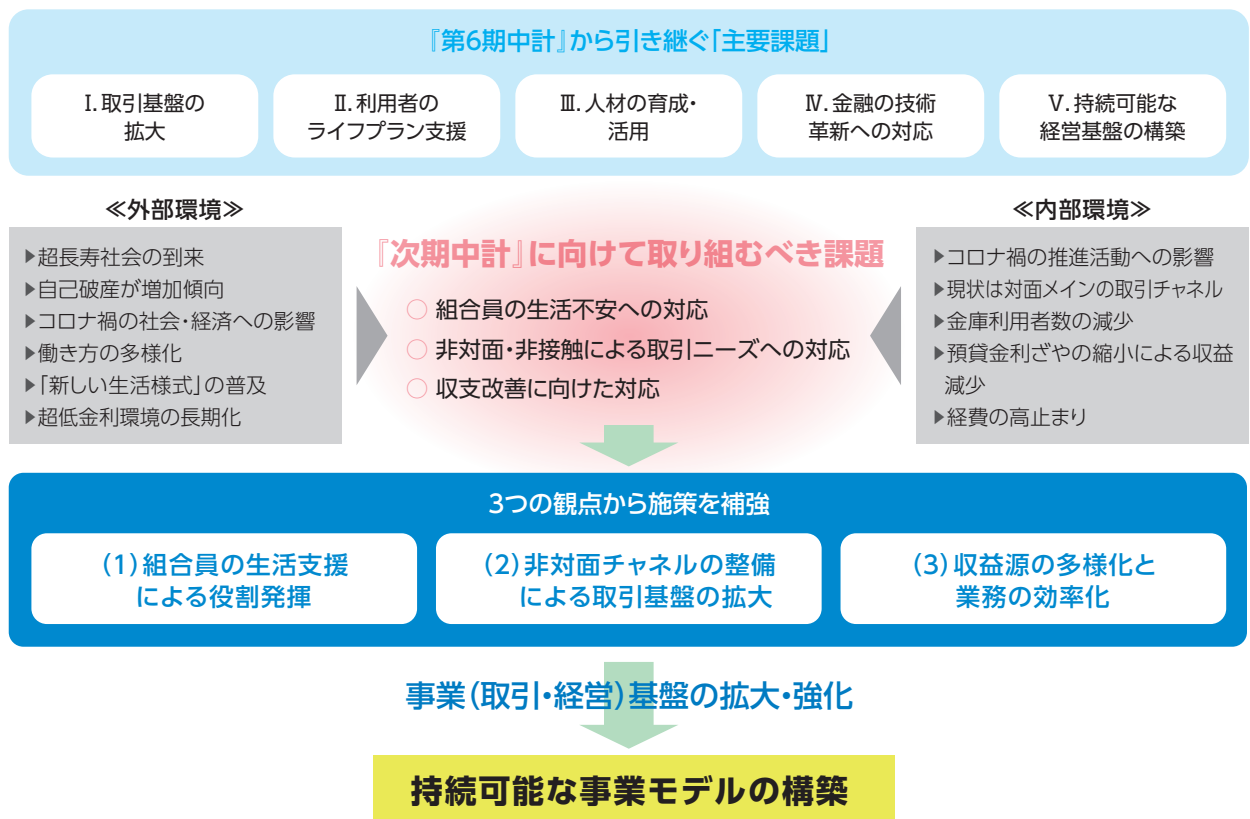 『第6期中計』から引き継ぐ「主要課題」
Ⅰ.取引基盤の
拡大
Ⅱ.利用者の
ライフプラン支援
Ⅲ.人材の育成・
活用
Ⅳ.金融の技術
革新への対応
Ⅴ.持続可能な
経営基盤の構築
≪外部環境≫
▶超長寿社会の到来
▶自己破産が増加傾向
▶コロナ禍の社会・経済への影響
▶働き方の多様化
▶「新しい生活様式」の普及
▶超低金利環境の長期化
『次期中計』に向けて取り組むべき課題
○ 組合員の生活不安への対応
○ 非対面・非接触による取引ニーズへの対応
○ 収支改善に向けた対応
≪内部環境≫
▶コロナ禍の推進活動への影響
▶現状は対面メインの取引チャネル
▶金庫利用者数の減少
▶預貸金利ざやの縮小による収益
減少
▶経費の高止まり
3つの観点から施策を補強
(1)組合員の生活支援
による役割発揮
(2)非対面チャネルの整備
による取引基盤の拡大
(3)収益源の多様化と
業務の効率化
事業(取引・経営)基盤の拡大・強化
持続可能な事業モデルの構築